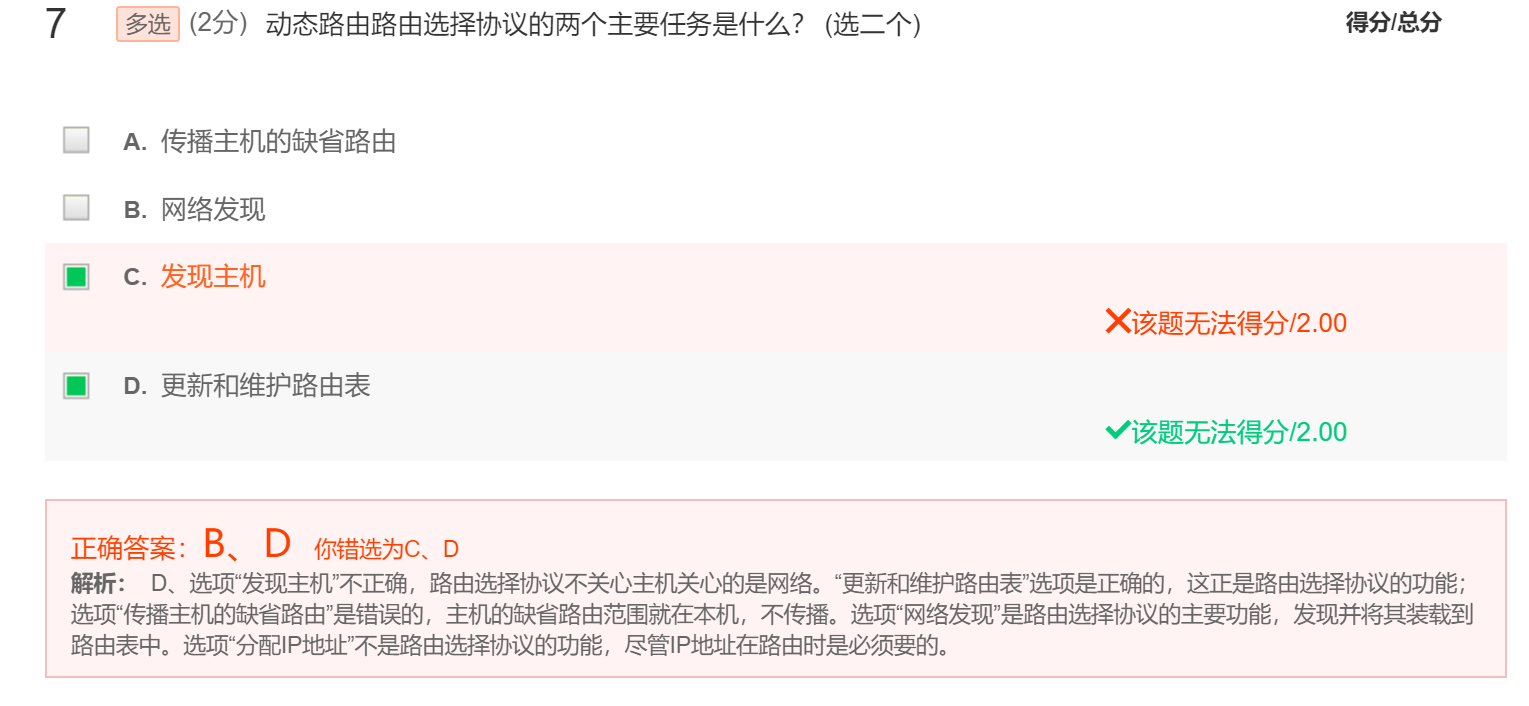 7 多选 (2分) 动态路由路由选择协议的两个主要任务是什么? (选二个) 得分/总分
A. 传播主机的缺省路由
B. 网络发现
C. 发现主机
该题无法得分/2.00
D. 更新和维护路由表
该题无法得分/2.00
正确答案：B、D 你错选为C、D
解析： D、选项“发现主机”不正确，路由选择协议不关心主机关心的是网络。“更新和维护路由表”选项是正确的，这正是路由选择协议的功能；
选项“传播主机的缺省路由”是错误的，主机的缺省路由范围就在本机，不传播。选项“网络发现”是路由选择协议的主要功能，发现并将其装载到
路由表中。选项“分配IP地址”不是路由选择协议的功能，尽管IP地址在路由时是必须要的。